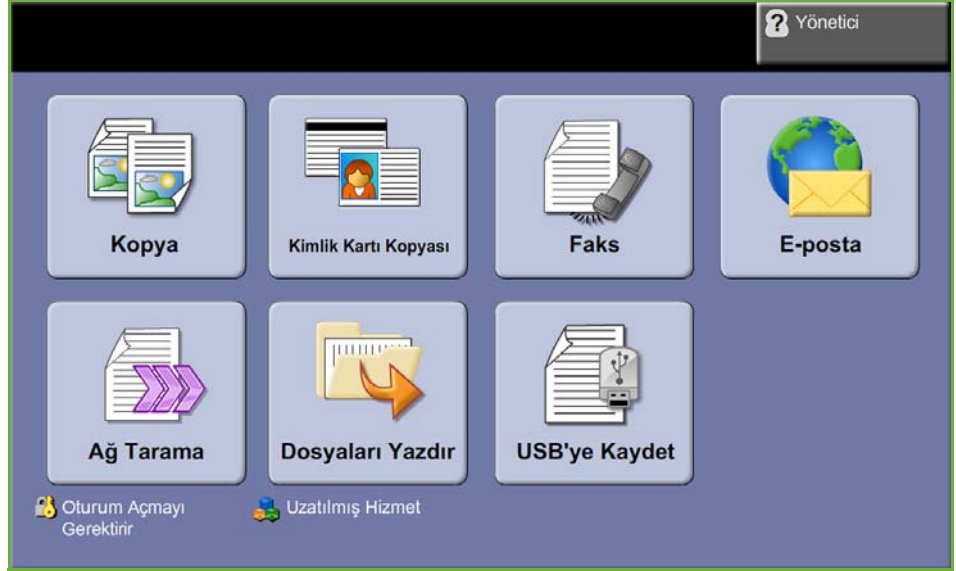 Yönetici
Kopya
Kimlik Kartı Kopyası
Faks
E-posta
Ağ Tarama
Dosyaları Yazdır
USB'ye Kaydet
Oturum Açmayı
Gerektirir
Uzatılmış Hizmet